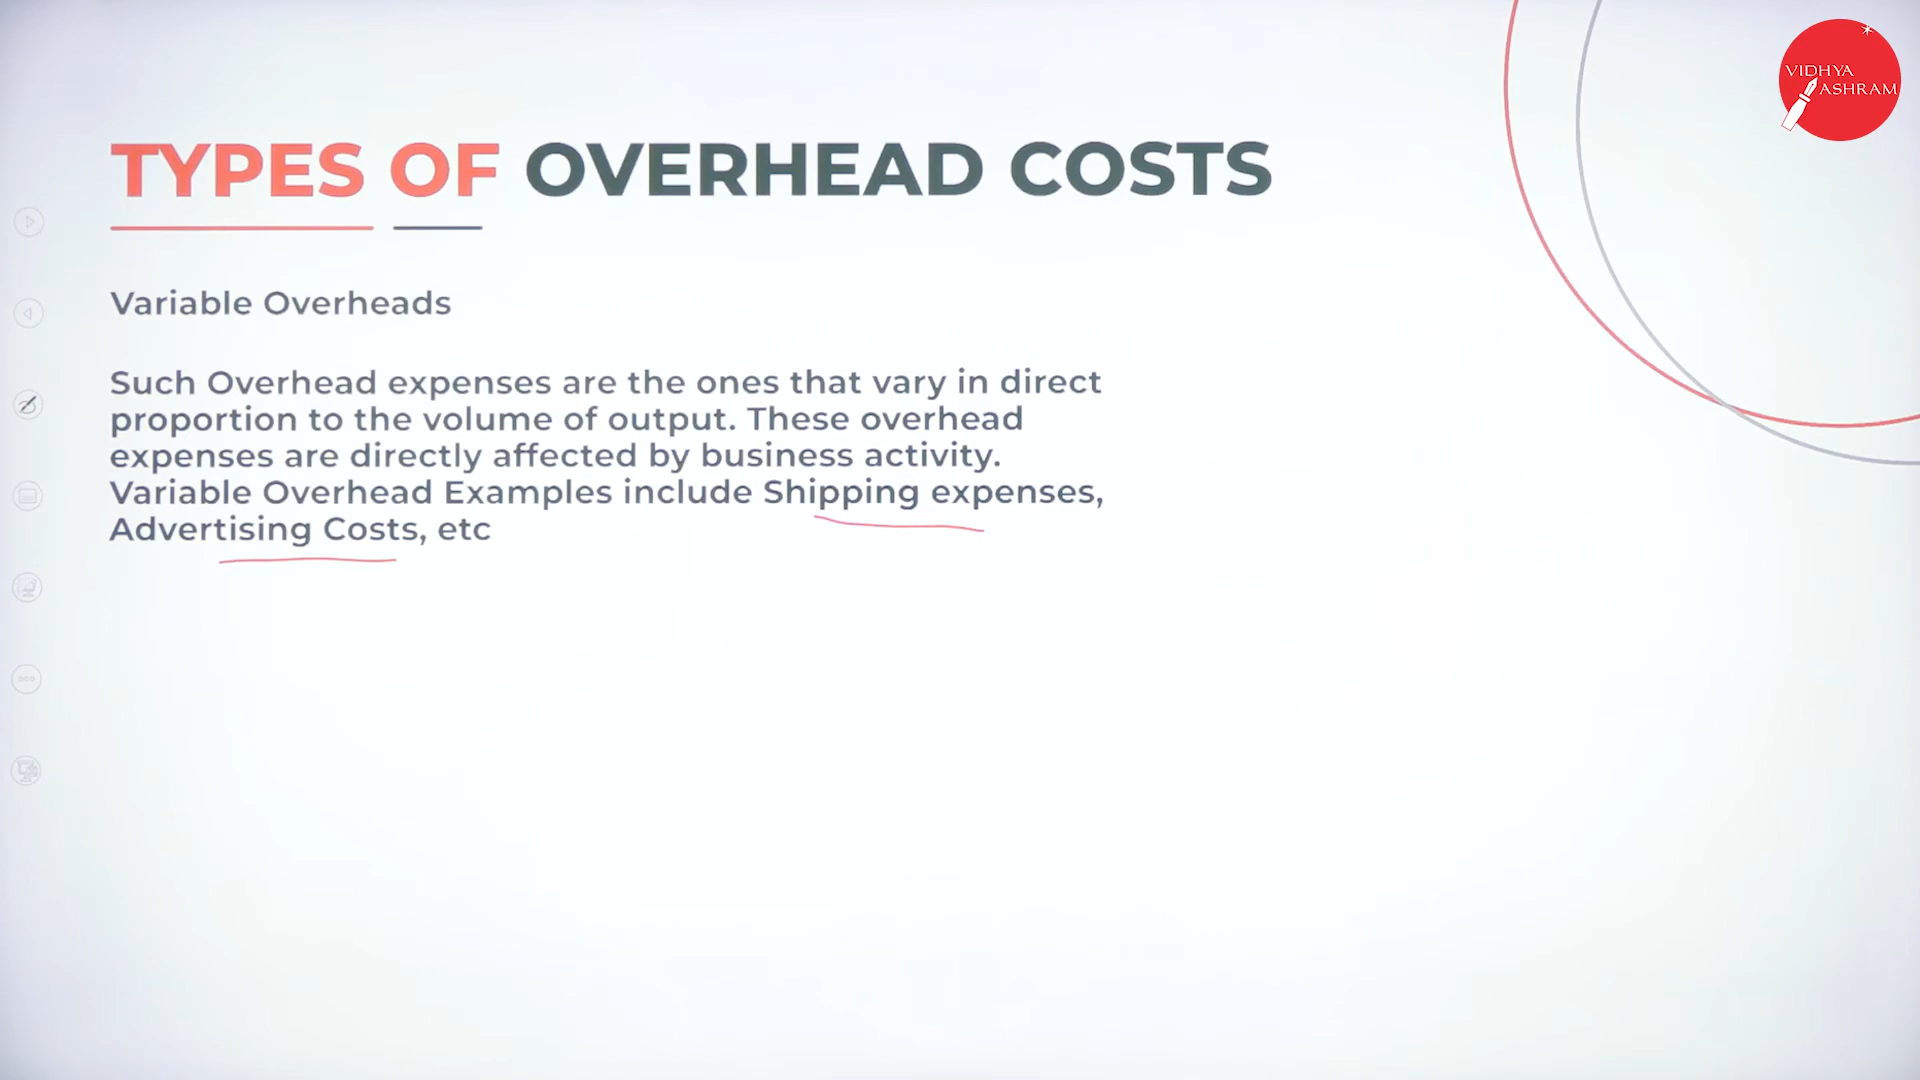 VIDHYA
ASHRAM
TYPES OF OVERHEAD COSTS
Variable Overheads
Such Overhead expenses are the ones that vary in direct
proportion to the volume of output. These overhead
expenses are directly affected by business activity.
Variable Overhead Examples include Shipping expenses,
Advertising Costs, etc